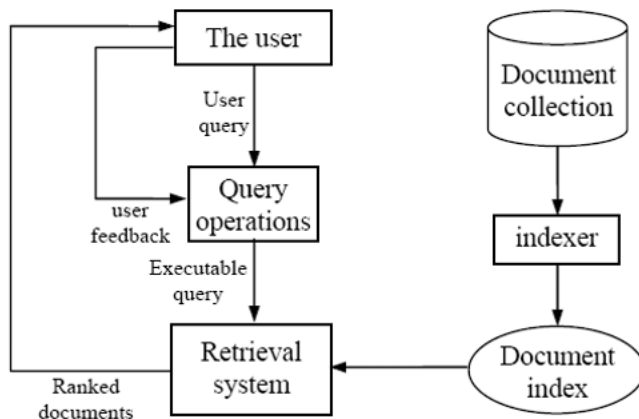 The user
User
query
user
feedback
Query
operations
Executable
query
Retrieval
system
Ranked
documents
Document
collection
indexer
Document
index